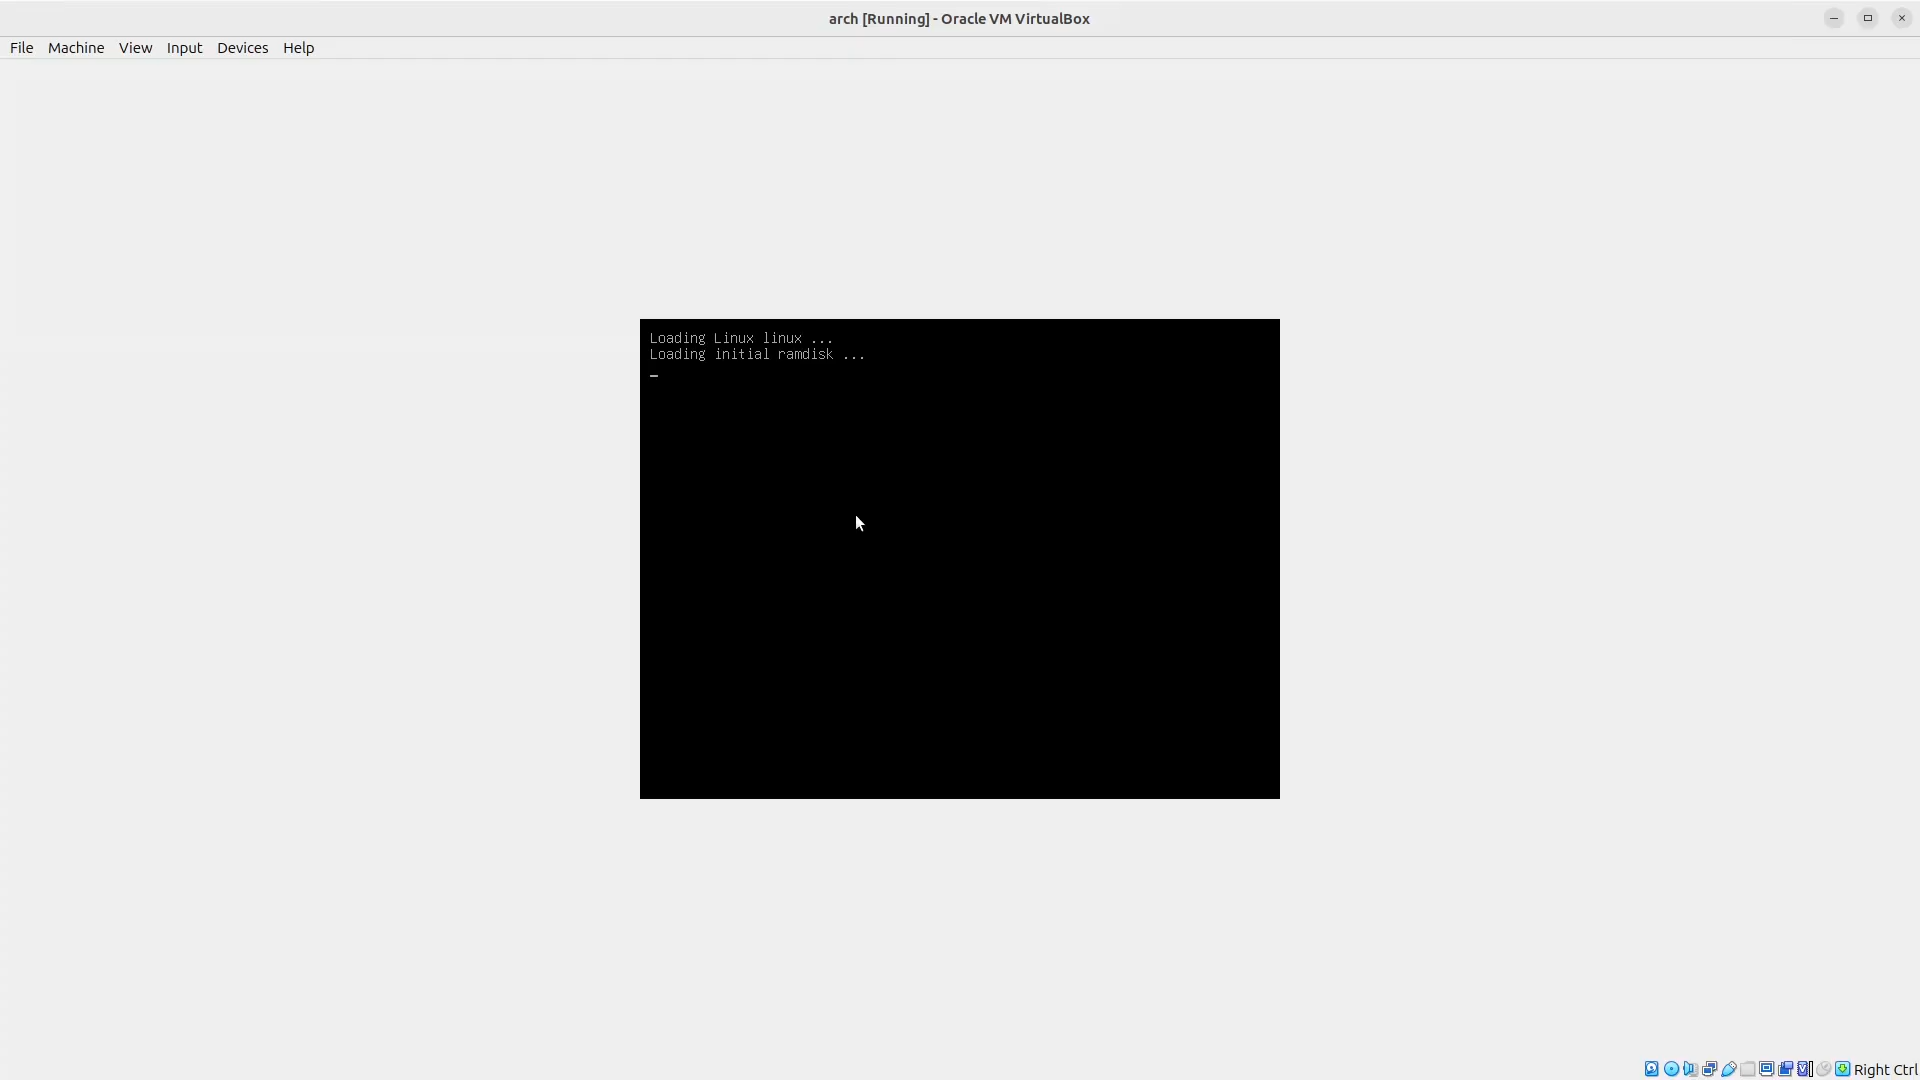 arch [Running] - Oracle VM VirtualBox
File Machine View Input Devices Help
Loading Linux linux ...
Loading initial ramdisk ...
Right Ctrl